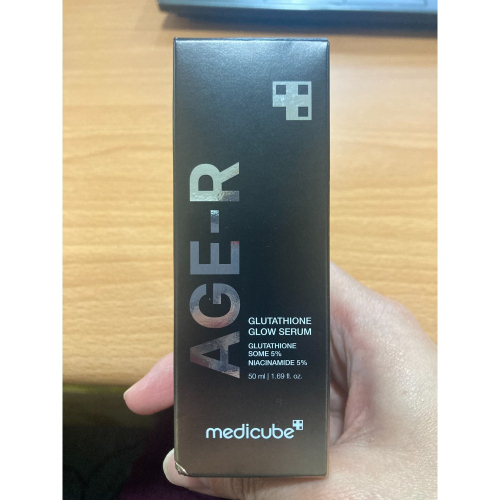 AGE-R
GLUTATHIONE
GLOW SERUM
GLUTATHIONE
SOME 5%
NIACINAMIDE 5%
50 ml | 1.69 fl. oz.
medicube